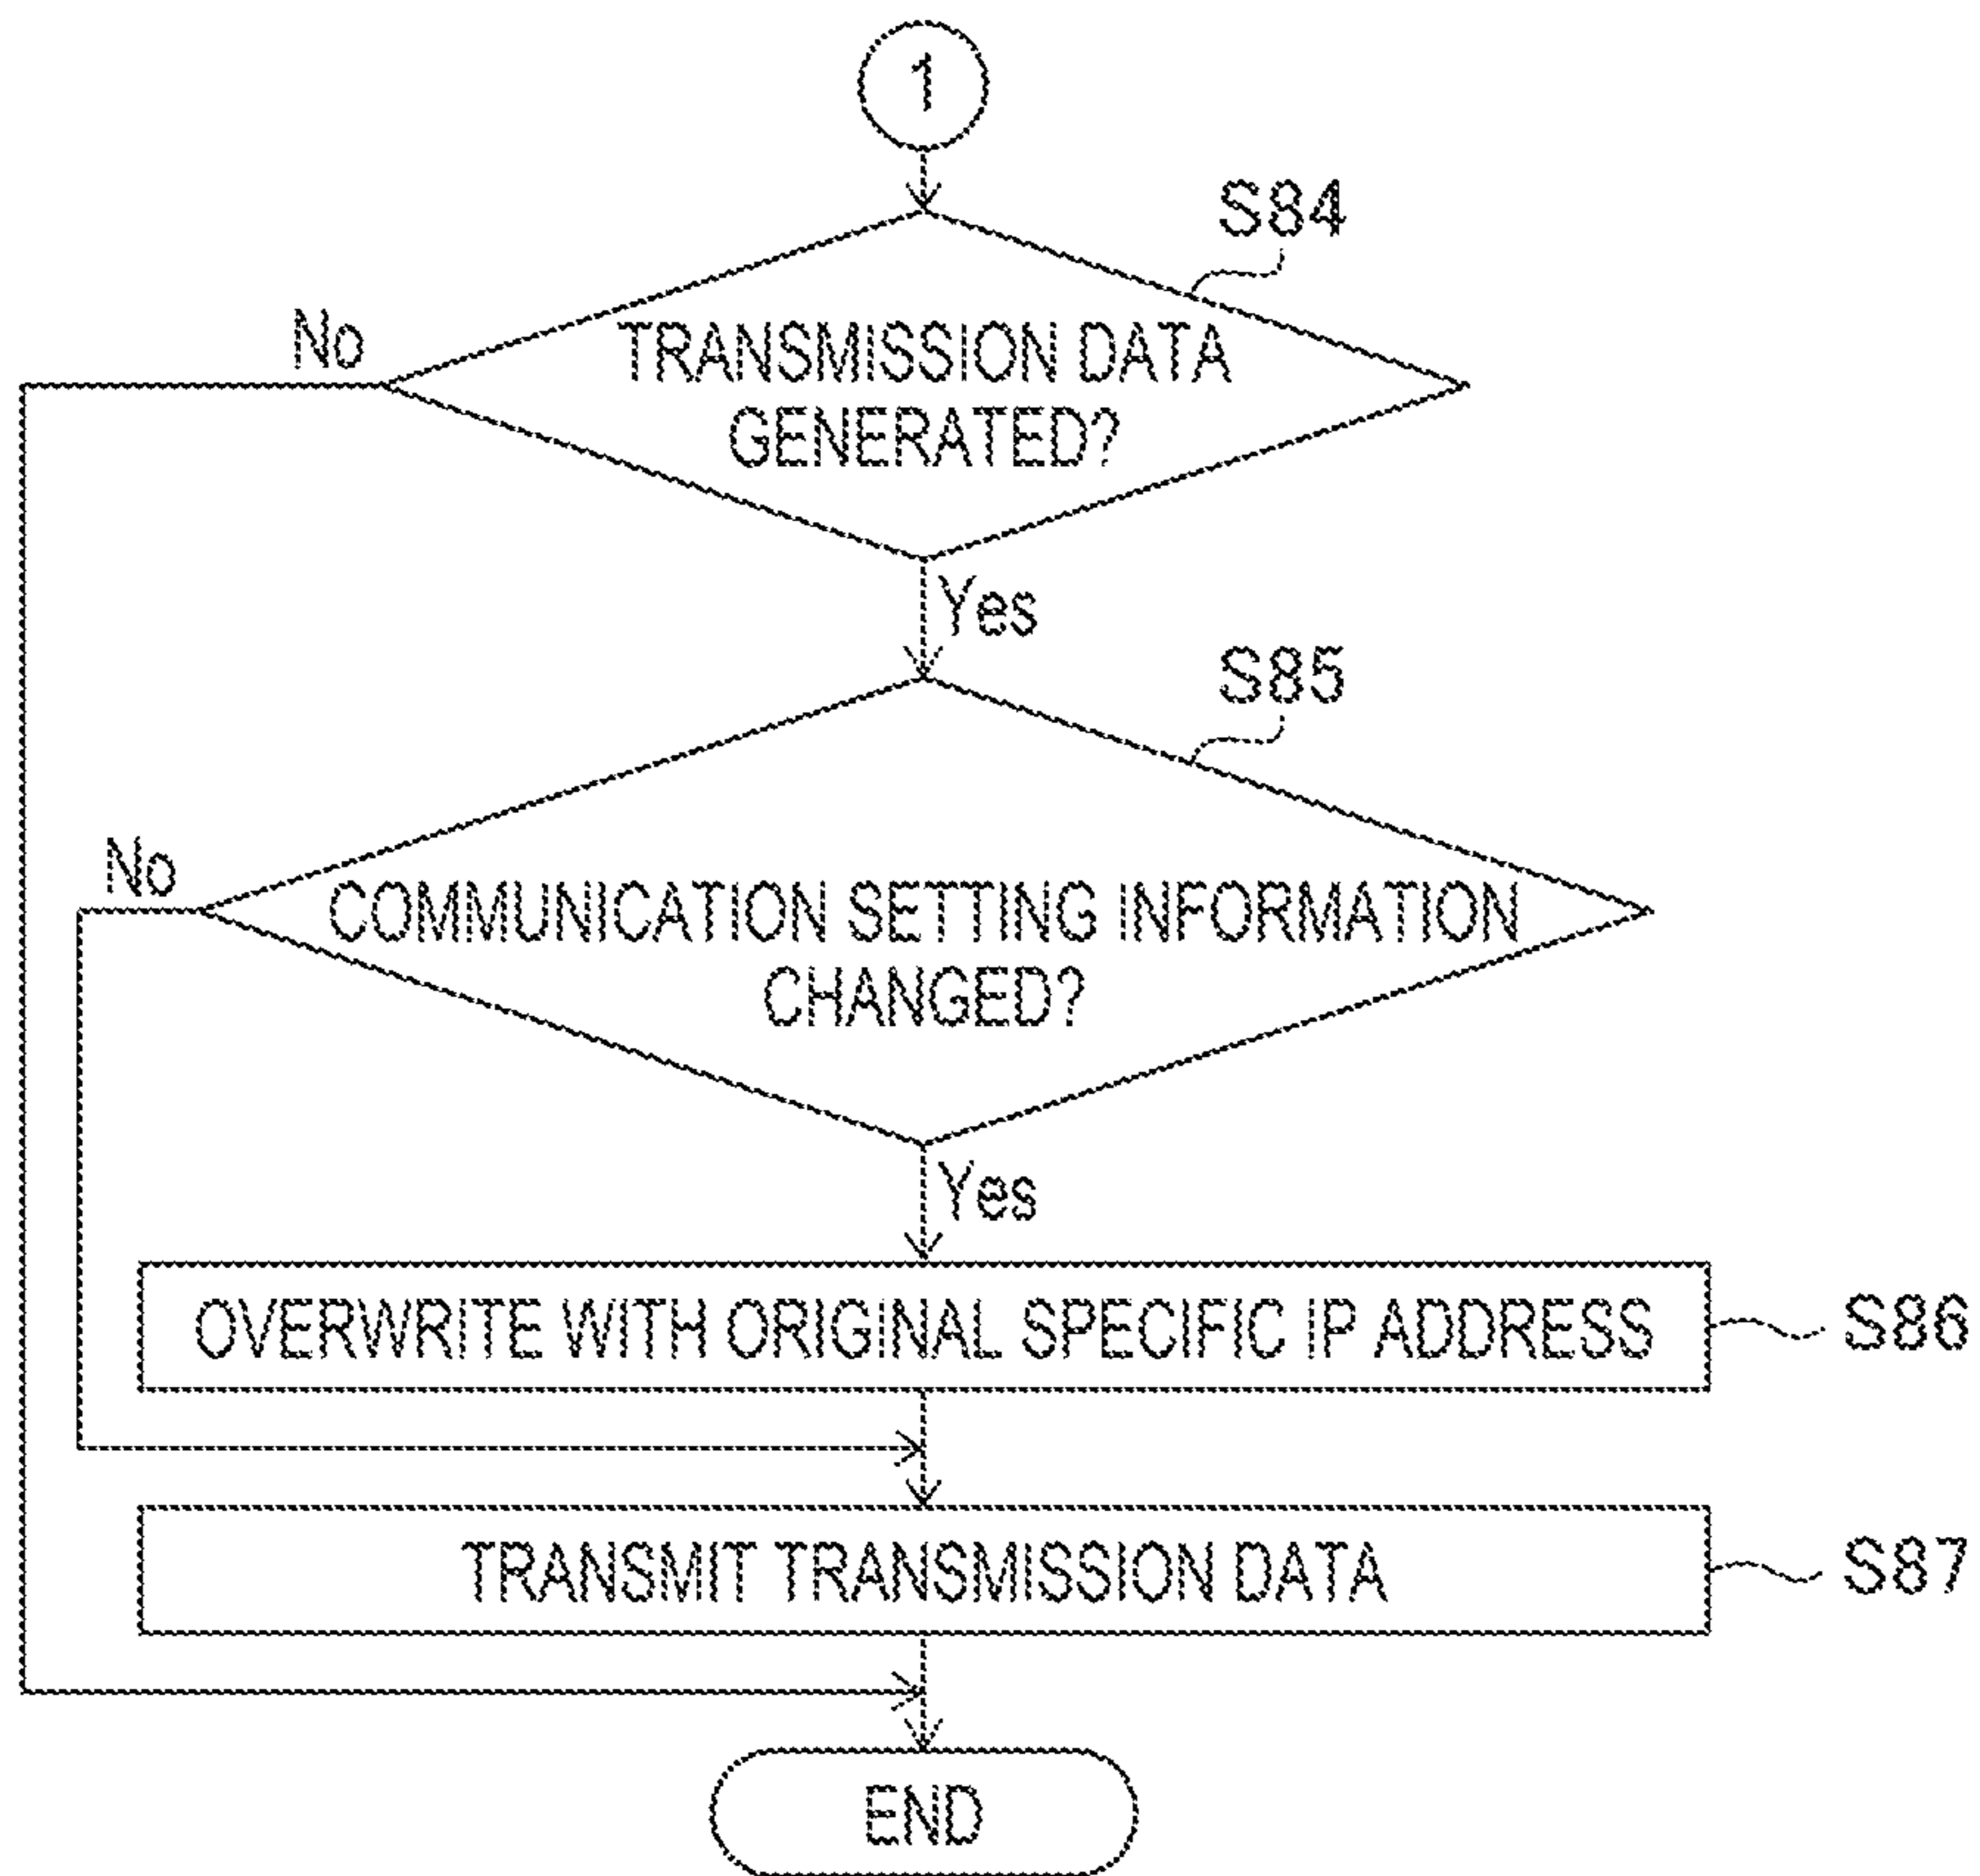 1
S84
No
TRANSMISSION DATA
GENERATED?
Yes
S85
No
COMMUNICATION SETTING INFORMATION
CHANGED?
Yes
OVERWRITE WITH ORIGINAL SPECIFIC IP ADDRESS
S86
TRANSMIT TRANSMISSION DATA
S87
END